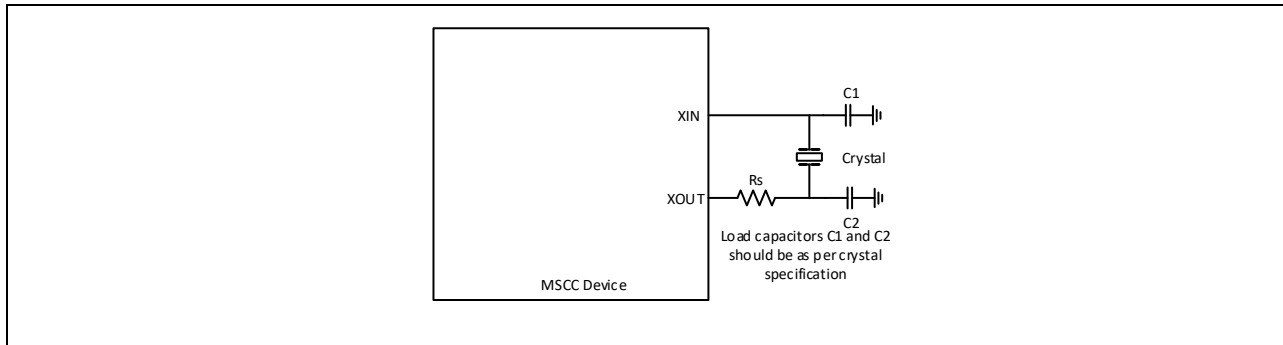 C1
XIN
Crystal
Rs
XOUT
C2
Load capacitors C1 and C2
should be as per crystal
specification
MSCC Device